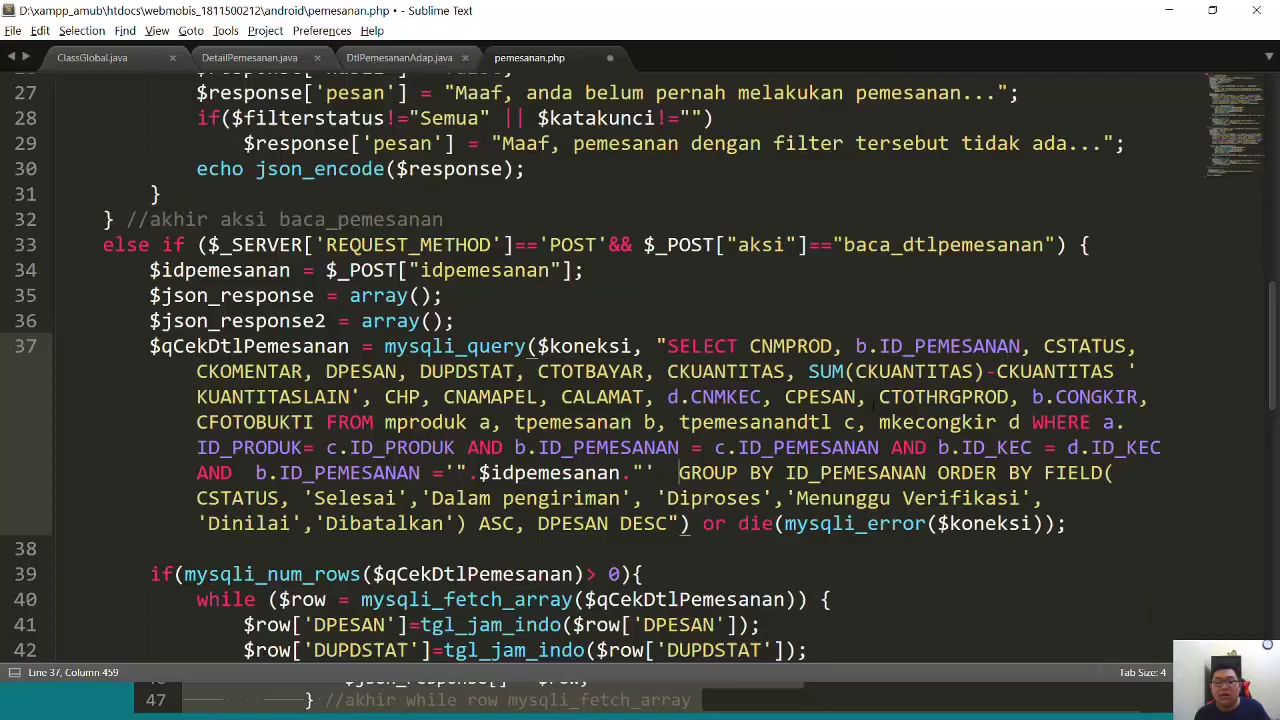 D:\xampp_amub\htdocs\webmobis_1811500212\android\pemesanan.php • - Sublime Text
File Edit Selection Find View Goto Tools Project Preferences Help
ClassGlobal.java × DetailPemesanan.java × DtlPemesananAdap.java × pemesanan.php
27 $response['pesan'] = "Maaf, anda belum pernah melakukan pemesanan...";
28 if($filterstatus!="Semua" || $katakunci!="")
29 $response['pesan'] = "Maaf, pemesanan dengan filter tersebut tidak ada...";
30 echo json_encode($response);
31 }
32 } //akhir aksi baca_pemesanan
33 else if ($_SERVER['REQUEST_METHOD']=='POST'&& $_POST["aksi"]=="baca_dtlpemesanan") {
34 $idpemesanan = $_POST["idpemesanan"];
35 $json_response = array();
36 $json_response2 = array();
37 $qCekDtlPemesanan = mysqli_query($koneksi, "SELECT CNMPROD, b.ID_PEMESANAN, CSTATUS,
CKOMENTAR, DPESAN, DUPDSTAT, CTOTBAYAR, CKUANTITAS, SUM(CKUANTITAS)-CKUANTITAS '
KUANTITASLAIN', CHP, CNAMAPEL, CALAMAT, d.CNMKEC, CPESAN, CTOTHRGPROD, b.CONGKIR,
CFOTOBUKTI FROM mproduk a, tpemesanan b, tpemesanandtl c, mkecongkir d WHERE a.
ID_PRODUK= c.ID_PRODUK AND b.ID_PEMESANAN = c.ID_PEMESANAN AND b.ID_KEC = d.ID_KEC
AND b.ID_PEMESANAN ='".$idpemesanan."' GROUP BY ID_PEMESANAN ORDER BY FIELD(
CSTATUS, 'Selesai','Dalam pengiriman', 'Diproses','Menunggu Verifikasi',
'Dinilai','Dibatalkan') ASC, DPESAN DESC") or die(mysqli_error($koneksi));
38
39 if(mysqli_num_rows($qCekDtlPemesanan)> 0){
40 while ($row = mysqli_fetch_array($qCekDtlPemesanan)) {
41 $row['DPESAN']=tgl_jam_indo($row['DPESAN']);
42 $row['DUPDSTAT']=tgl_jam_indo($row['DUPDSTAT']);
Line 37, Column 459 Tab Size: 4 PHP
47 } //akhir while row mysqli_fetch_array